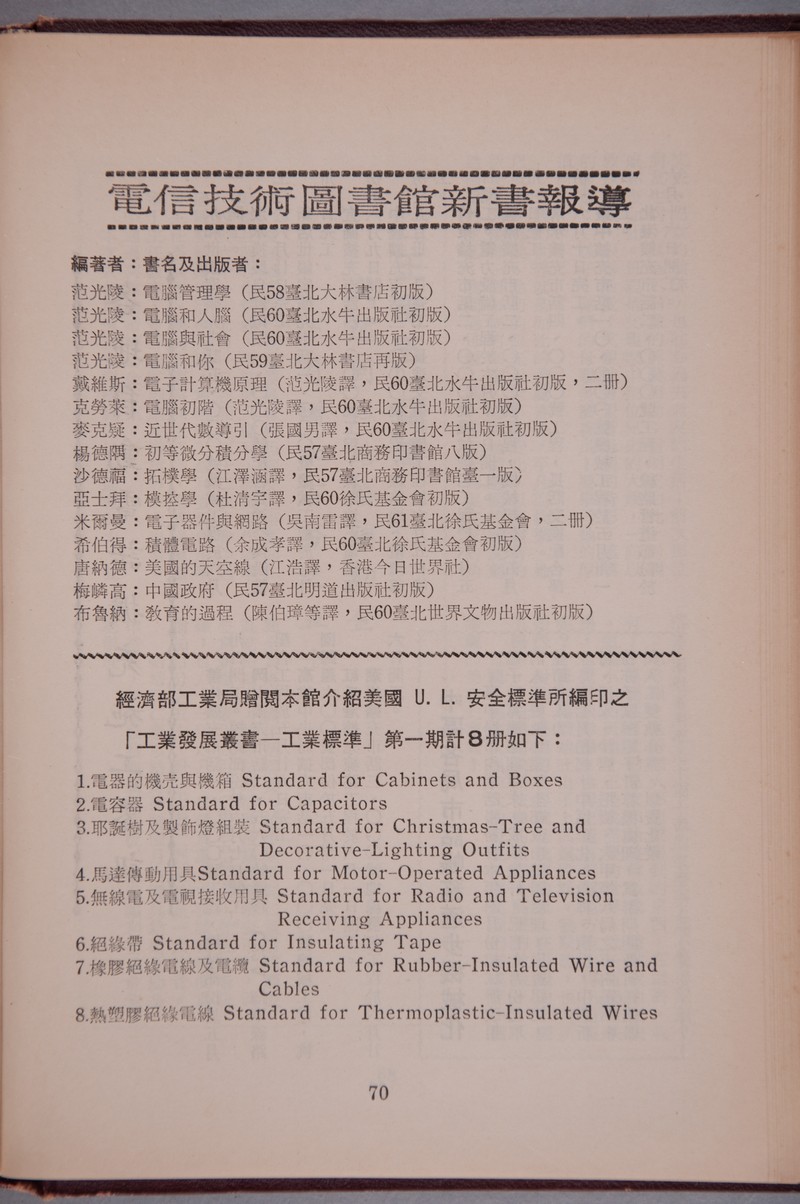 電信技術圖書館新書報導
編著者：書名及出版者：
范光陵：電腦管理學（民58臺北大林書店初版）
范光陵：電腦和人腦（民60臺北水牛出版社初版）
范光陵：電腦與社會（民60臺北水牛出版社初版）
范光陵：電腦和你（民59臺北大林書店再版）
戴維斯：電子計算機原理（范光陵譯，民60臺北水牛出版社初版，二冊）
克勞萊：電腦初階（范光陵譯，民60臺北水牛出版社初版）
麥克疑：近世代數導引（張國男譯，民60臺北水牛出版社初版）
楊德隅：初等微分積分學（民57臺北商務印書館八版）
沙德福：拓樸學（江澤涵譯，民57臺北商務印書館臺一版）
亞士拜：模控學（杜清宇譯，民60徐氏基金會初版）
米爾曼：電子器件與網路（吳南雷譯，民61臺北徐氏基金會，二冊）
希伯得：積體電路（余成孝譯，民60臺北徐氏基金會初版）
唐納德：美國的天空線（江浩譯，香港今日世界社）
梅嶙高：中國政府（民57臺北明道出版社初版）
布魯納：教育的過程（陳伯璋等譯，民60臺北世界文物出版社初版）
經濟部工業局贈閱本館介紹美國 U. L. 安全標準所編印之
「工業發展叢書—工業標準」第一期計8册如下：
1.電器的機壳與機箱 Standard for Cabinets and Boxes
2.電容器 Standard for Capacitors
3.耶誕樹及製飾燈組裝 Standard for Christmas-Tree and
Decorative-Lighting Outfits
4.馬達傳動用具Standard for Motor-Operated Appliances
5.無線電及電視接收用具 Standard for Radio and Television
Receiving Appliances
6.絕緣帶 Standard for Insulating Tape
7.橡膠絕緣電線及電纜 Standard for Rubber-Insulated Wire and
Cables
8.熱塑膠絕緣電線 Standard for Thermoplastic-Insulated Wires
70